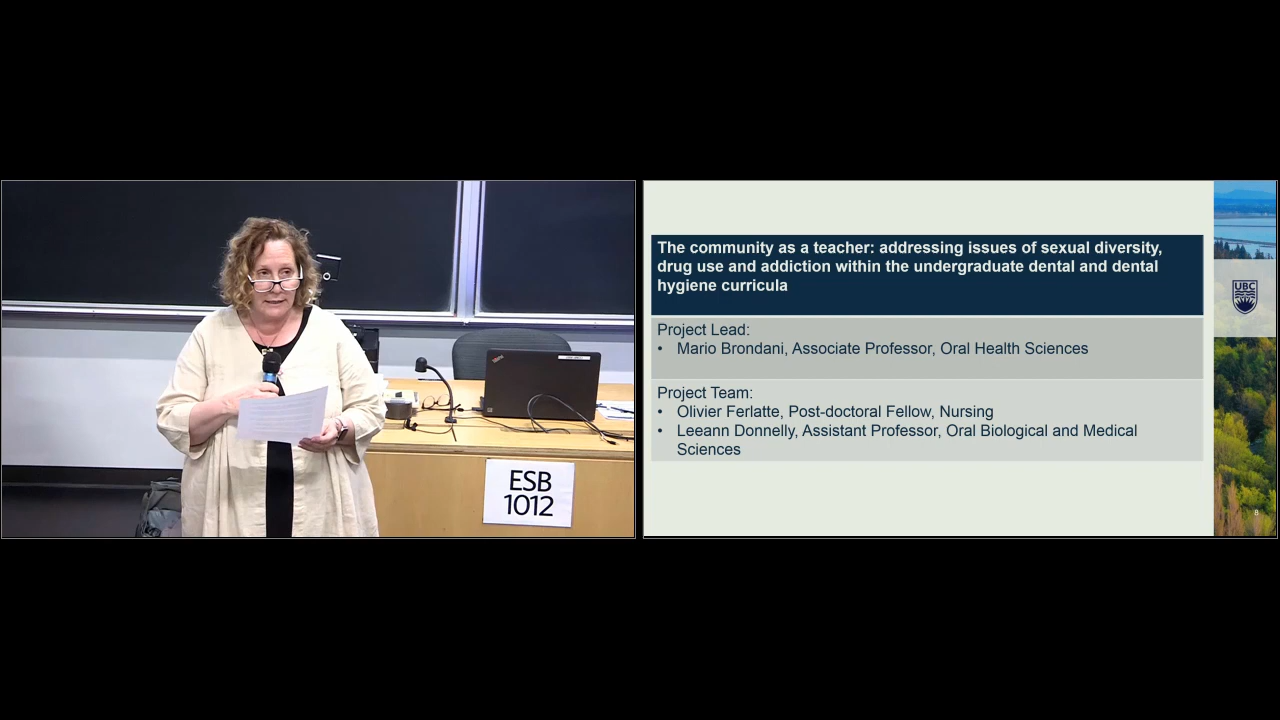 ESB
1012
The community as a teacher: addressing issues of sexual diversity,
drug use and addiction within the undergraduate dental and dental
hygiene curricula
Project Lead:
• Mario Brondani, Associate Professor, Oral Health Sciences
Project Team:
• Olivier Ferlatte, Post-doctoral Fellow, Nursing
• Leeann Donnelly, Assistant Professor, Oral Biological and Medical
Sciences
UBC
8